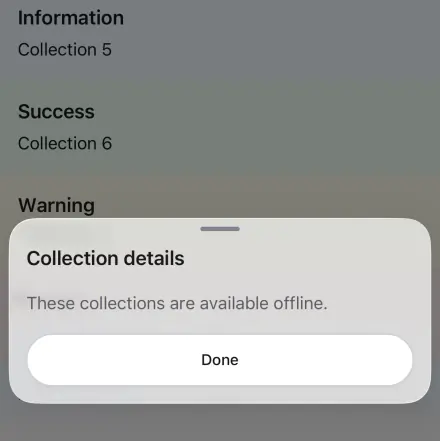 Information
Collection 5
Success
Collection 6
Warning
Collection details
These collections are available offline.
Done